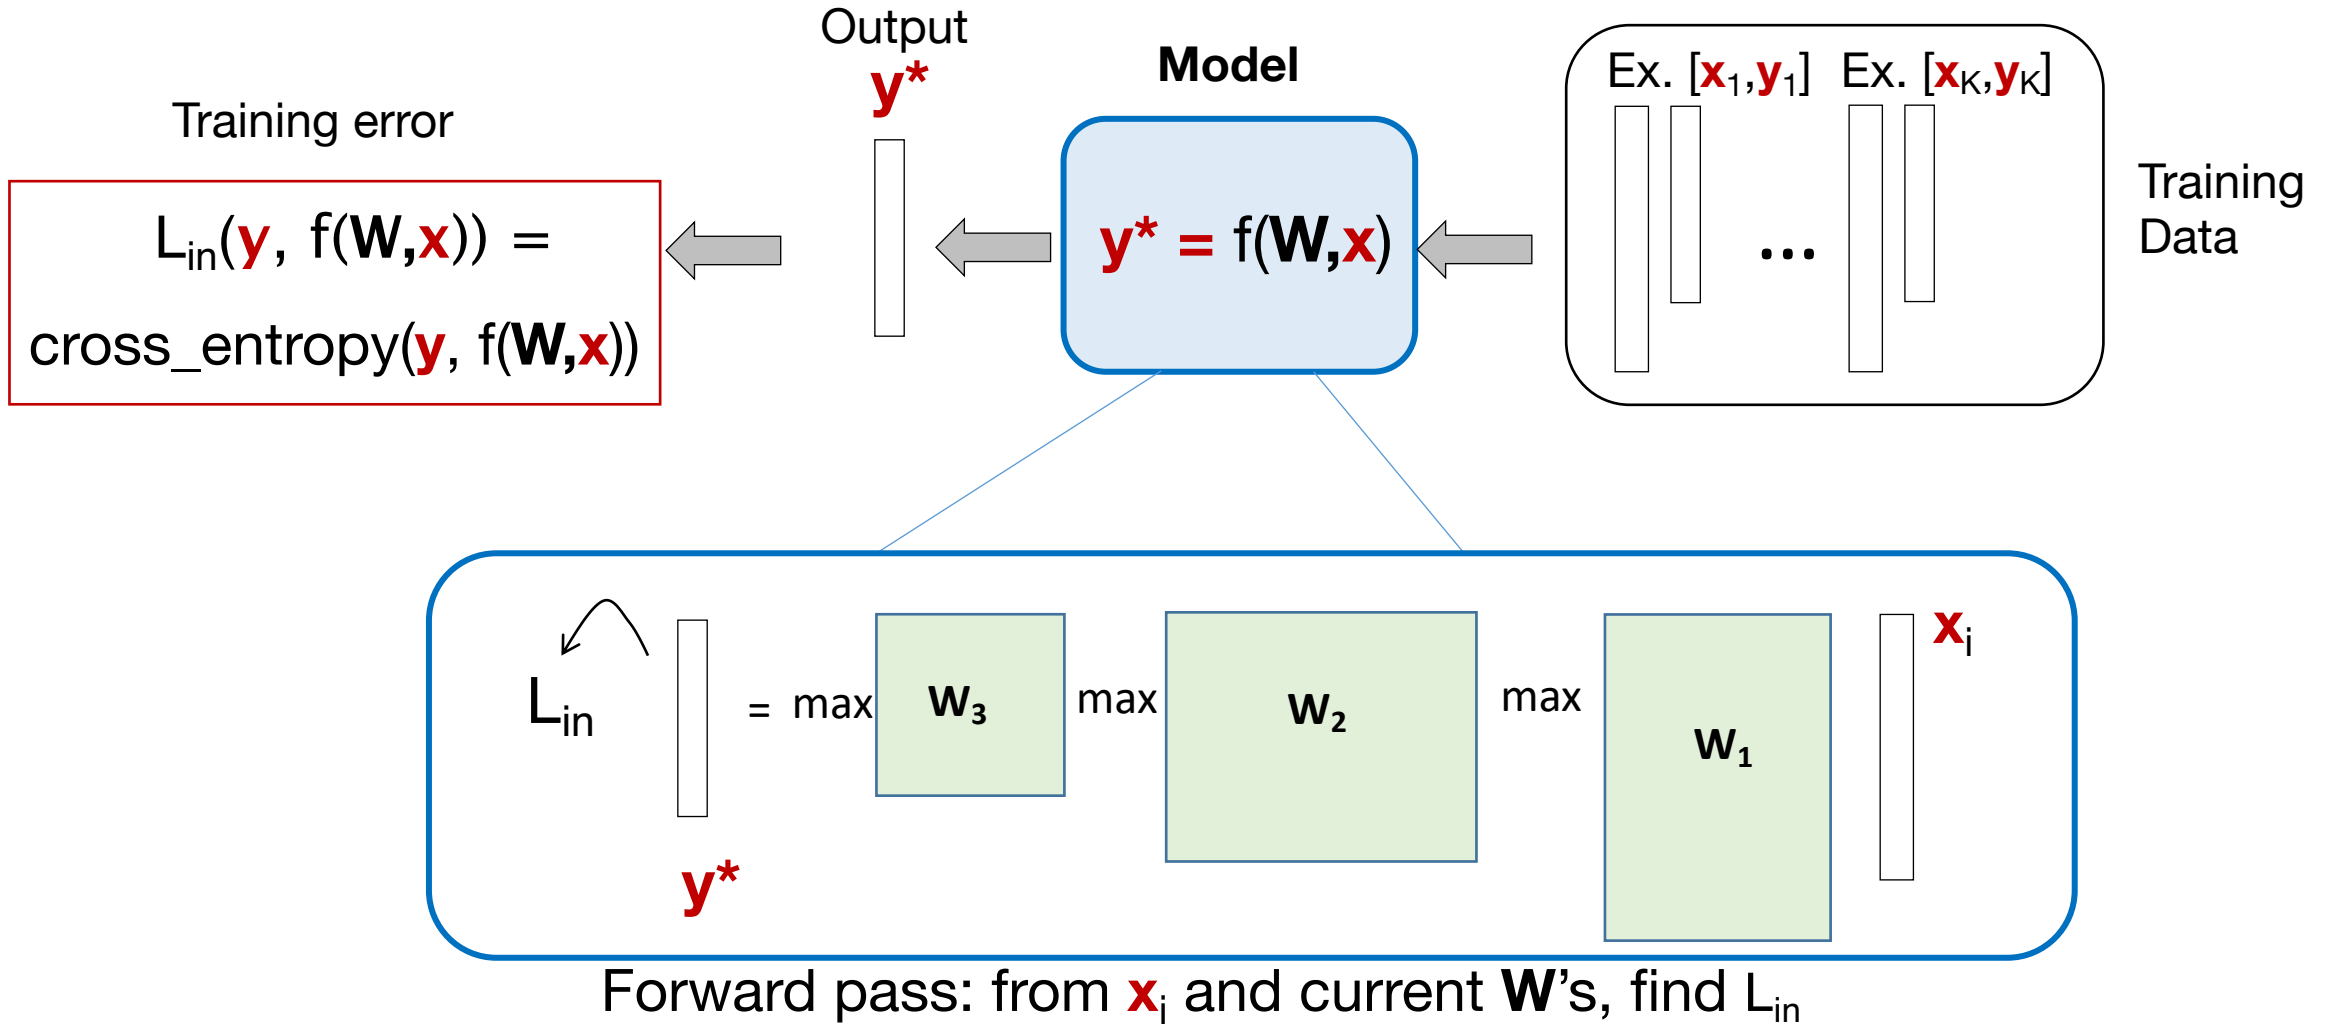 Output
y*
Model
Ex. [x1,y1] Ex. [xK,yK]
Training error
Training
Data
Lin(y, f(W,x)) =
cross_entropy(y, f(W,x))
y* = f(W,x)
...
Lin
= max W3 max W2 max W1 xi
y*
Forward pass: from xi and current W's, find Lin